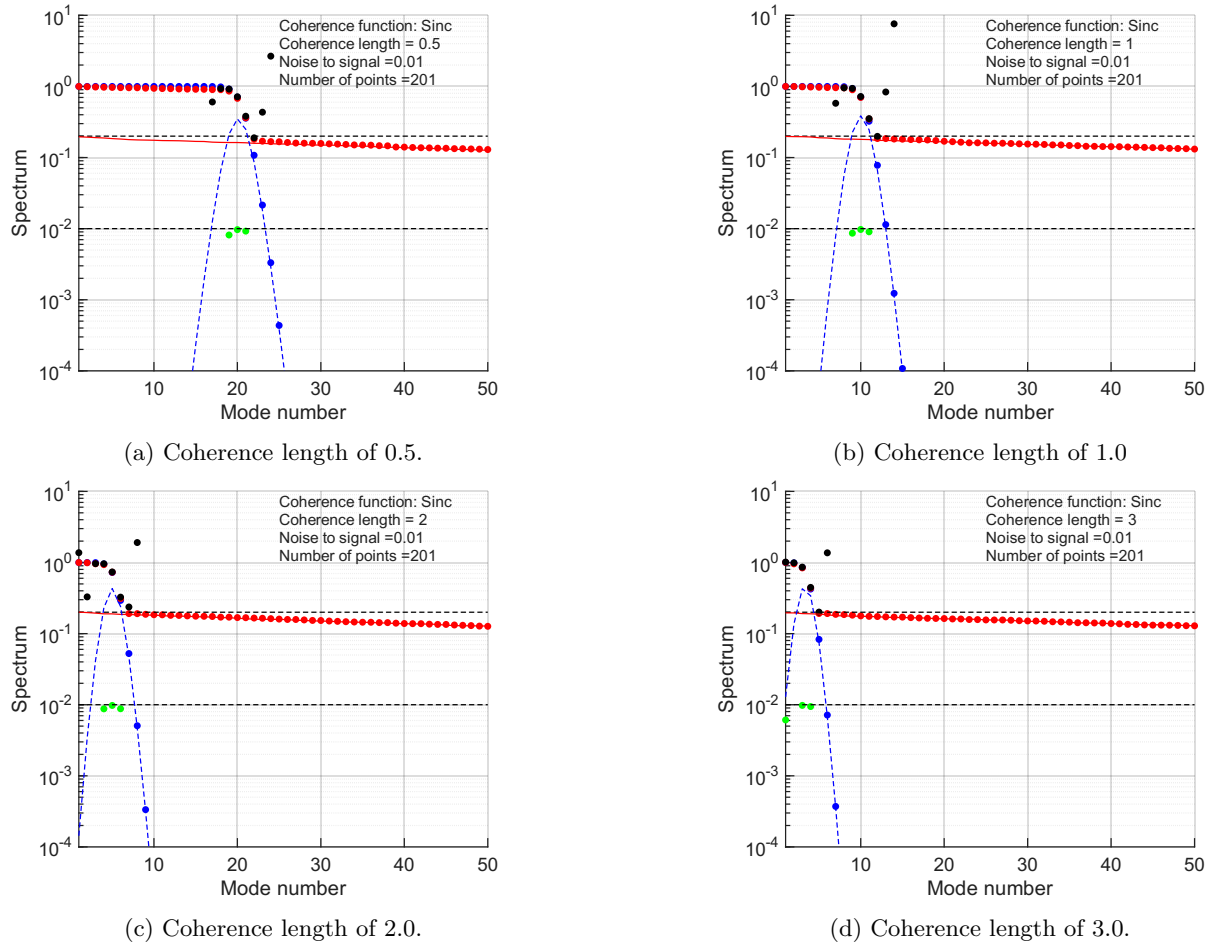 10^1
10^0
10^-1
10^-2
10^-3
10^-4
Spectrum
Coherence function: Sinc
Coherence length = 0.5
Noise to signal =0.01
Number of points =201
10 20 30 40 50
Mode number
(a) Coherence length of 0.5.
10^1
10^0
10^-1
10^-2
10^-3
10^-4
Spectrum
Coherence function: Sinc
Coherence length = 1
Noise to signal =0.01
Number of points =201
10 20 30 40 50
Mode number
(b) Coherence length of 1.0
10^1
10^0
10^-1
10^-2
10^-3
10^-4
Spectrum
Coherence function: Sinc
Coherence length = 2
Noise to signal =0.01
Number of points =201
10 20 30 40 50
Mode number
(c) Coherence length of 2.0.
10^1
10^0
10^-1
10^-2
10^-3
10^-4
Spectrum
Coherence function: Sinc
Coherence length = 3
Noise to signal =0.01
Number of points =201
10 20 30 40 50
Mode number
(d) Coherence length of 3.0.